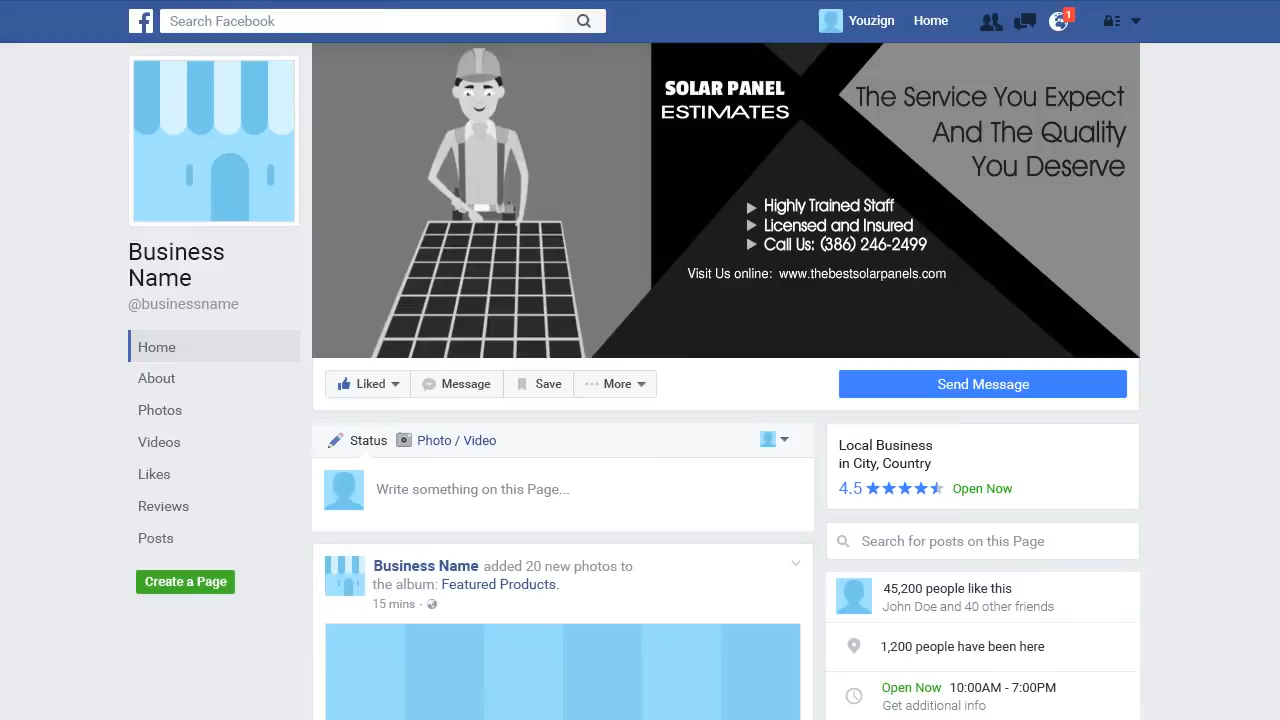 Search Facebook
Youzign
Home
1
SOLAR PANEL
ESTIMATES
The Service You Expect
And The Quality
You Deserve
Highly Trained Staff
Licensed and Insured
Call Us: (386) 246-2499
Visit Us online: www.thebestsolarpanels.com
Business
Name
@businessname
Home
About
Photos
Videos
Likes
Reviews
Posts
Create a Page
Liked
Message
Save
More
Send Message
Status
Photo / Video
Write something on this Page...
Business Name added 20 new photos to
the album: Featured Products.
15 mins ·
Local Business
in City, Country
4.5
Open Now
Search for posts on this Page
45,200 people like this
John Doe and 40 other friends
1,200 people have been here
Open Now 10:00AM - 7:00PM
Get additional info